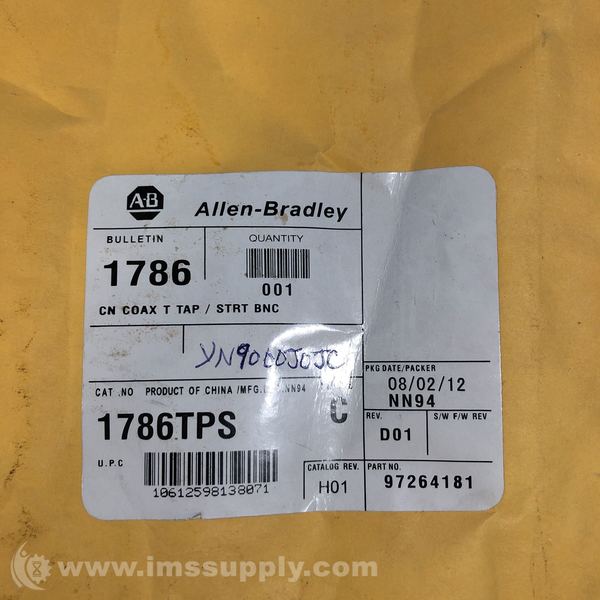 A-B Allen-Bradley
BULLETIN
1786
QUANTITY
001
CN COAX T TAP / STRT BNC
CAT .NO PRODUCT OF CHINA /MFG. NN94
1786TPS
C
U.P.C
10612598138071
PKG DATE/PACKER
08/02/12
NN94
REV.
D01
S/W F/W REV
CATALOG REV.
H01
PART NO.
97264181
www.imssupply.com